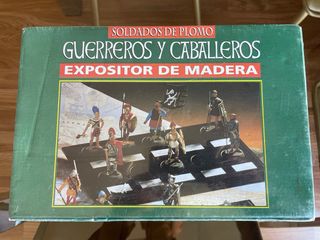 SOLDADOS DE PLOMO
GUERREROS Y CABALLEROS
EXPOSITOR DE MADERA